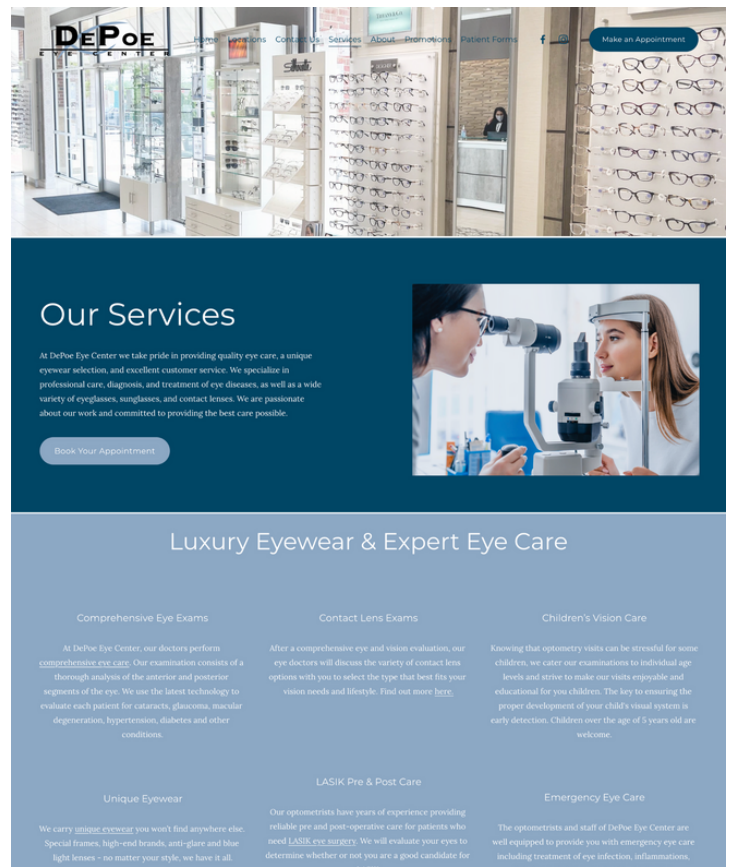 DEPOE
EYE CENTER
Home Locations Contact Us Services About Promotions Patient Forms
Make an Appointment
Our Services
At DePoe Eye Center we take pride in providing quality eye care, a unique
eyewear selection, and excellent customer service. We specialize in
professional care, diagnosis, and treatment of eye diseases, as well as a wide
variety of eyeglasses, sunglasses, and contact lenses. We are passionate
about our work and committed to providing the best care possible.
Book Your Appointment
Luxury Eyewear & Expert Eye Care
Comprehensive Eye Exams
At DePoe Eye Center, our doctors perform
comprehensive eye care. Our examination consists of a
thorough analysis of the anterior and posterior
segments of the eye. We use the latest technology to
evaluate each patient for cataracts, glaucoma, macular
degeneration, hypertension, diabetes and other
conditions.
Contact Lens Exams
After a comprehensive eye and vision evaluation, our
eye doctors will discuss the variety of contact lens
options with you to select the type that best fits your
vision needs and lifestyle. Find out more here.
Children's Vision Care
Knowing that optometry visits can be stressful for some
children, we cater our examinations to individual age
levels and strive to make our visits enjoyable and
educational for you children. The key to ensuring the
proper development of your child's visual system is
early detection. Children over the age of 5 years old are
welcome.
Unique Eyewear
We carry unique eyewear you won't find anywhere else.
Special frames, high-end brands, anti-glare and blue
light lenses - no matter your style, we have it all
LASIK Pre & Post Care
Our optometrists have years of experience providing
reliable pre and post-operative care for patients who
need LASIK eye surgery. We will evaluate your eyes to
determine whether or not you are a good candidate for
Emergency Eye Care
The optometrists and staff of DePoe Eye Center are
well equipped to provide you with emergency eye care
including treatment of eye infection, inflammations,